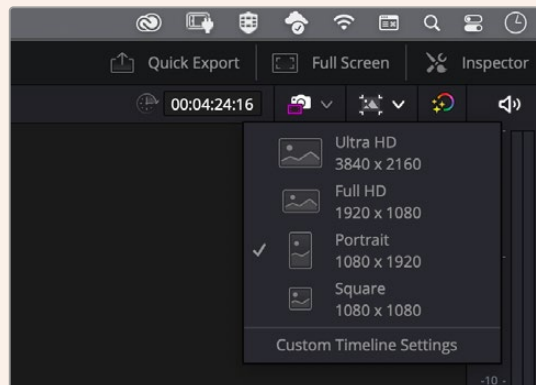 Quick Export
Full Screen
Inspector
00:04:24:16
Ultra HD
3840 x 2160
Full HD
1920 x 1080
Portrait
1080 x 1920
Square
1080 x 1080
Custom Timeline Settings
-10 -